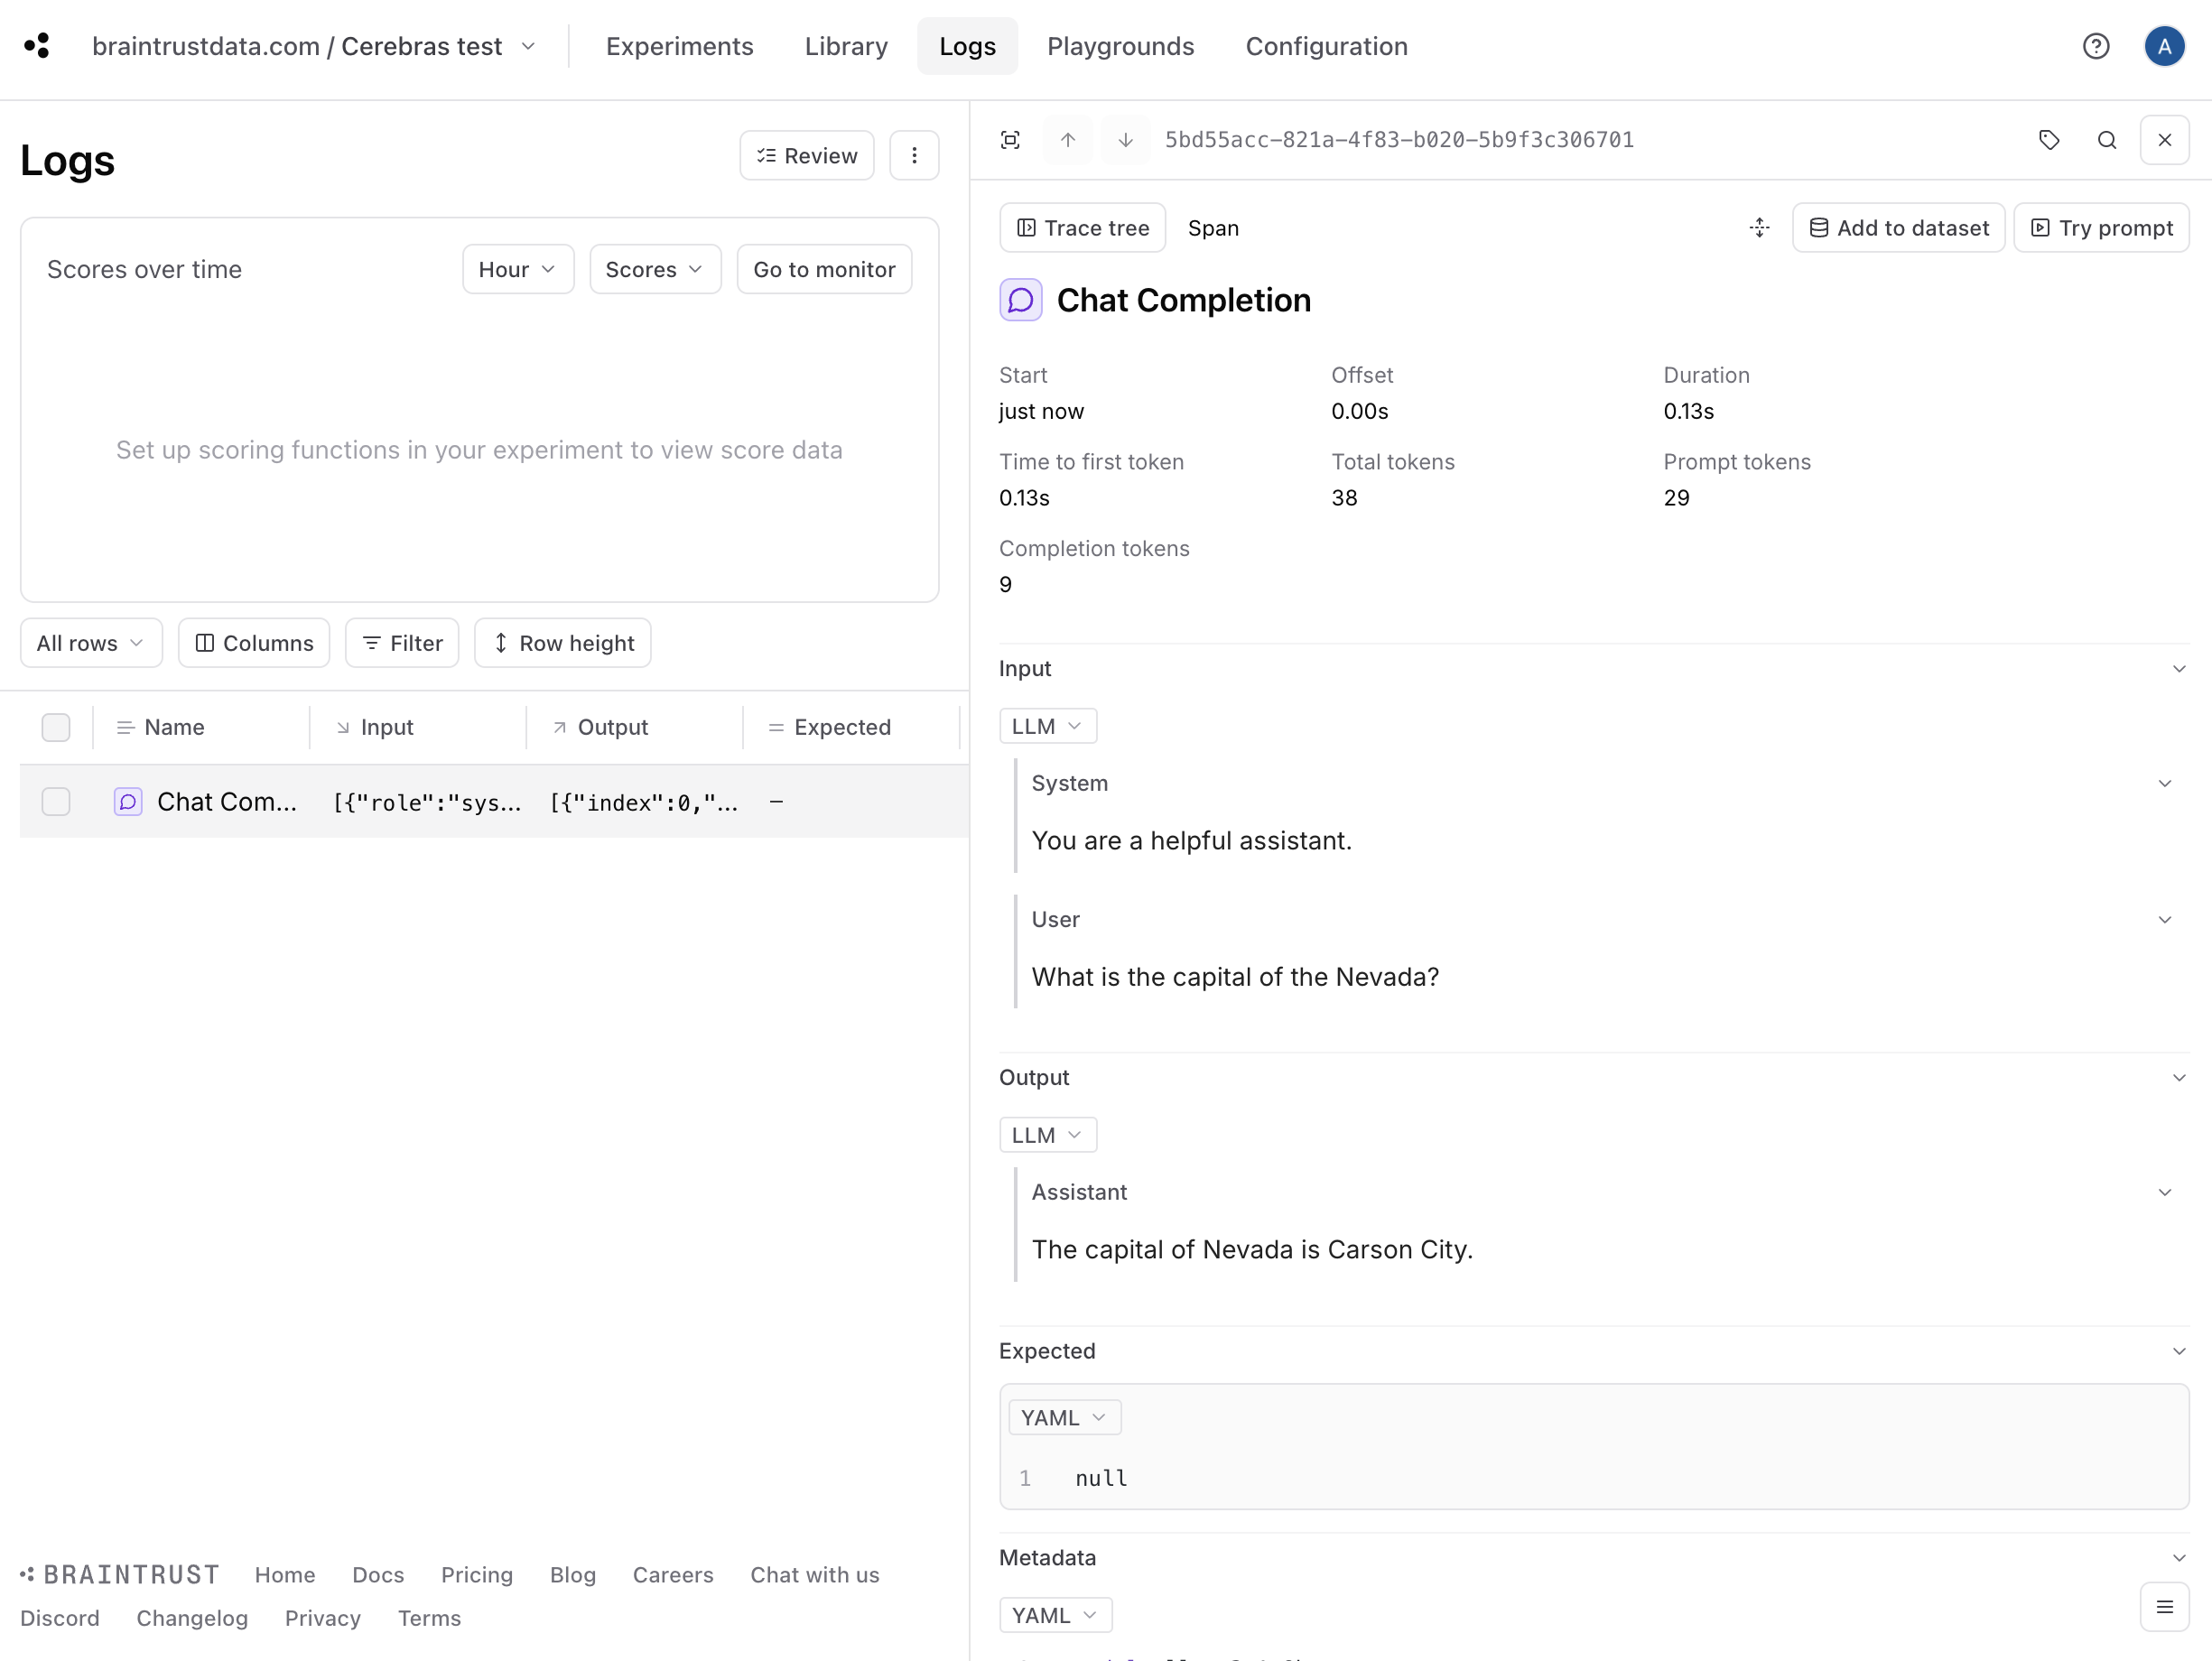 braintrustdata.com / Cerebras test
Experiments
Library
Logs
Playgrounds
Configuration
A
Logs
Review
Scores over time
Hour
Scores
Go to monitor
Set up scoring functions in your experiment to view score data
All rows
Columns
Filter
Row height
Name
Input
Output
Expected
Chat Com...
[{"role":"sys...
[{"index":0,"...
–
BRAINTRUST
Home
Docs
Pricing
Blog
Careers
Chat with us
Discord
Changelog
Privacy
Terms
5bd55acc-821a-4f83-b020-5b9f3c306701
Trace tree
Span
Add to dataset
Try prompt
Chat Completion
Start
Offset
Duration
just now
0.00s
0.13s
Time to first token
Total tokens
Prompt tokens
0.13s
38
29
Completion tokens
9
Input
LLM
System
You are a helpful assistant.
User
What is the capital of the Nevada?
Output
LLM
Assistant
The capital of Nevada is Carson City.
Expected
YAML
1 null
Metadata
YAML